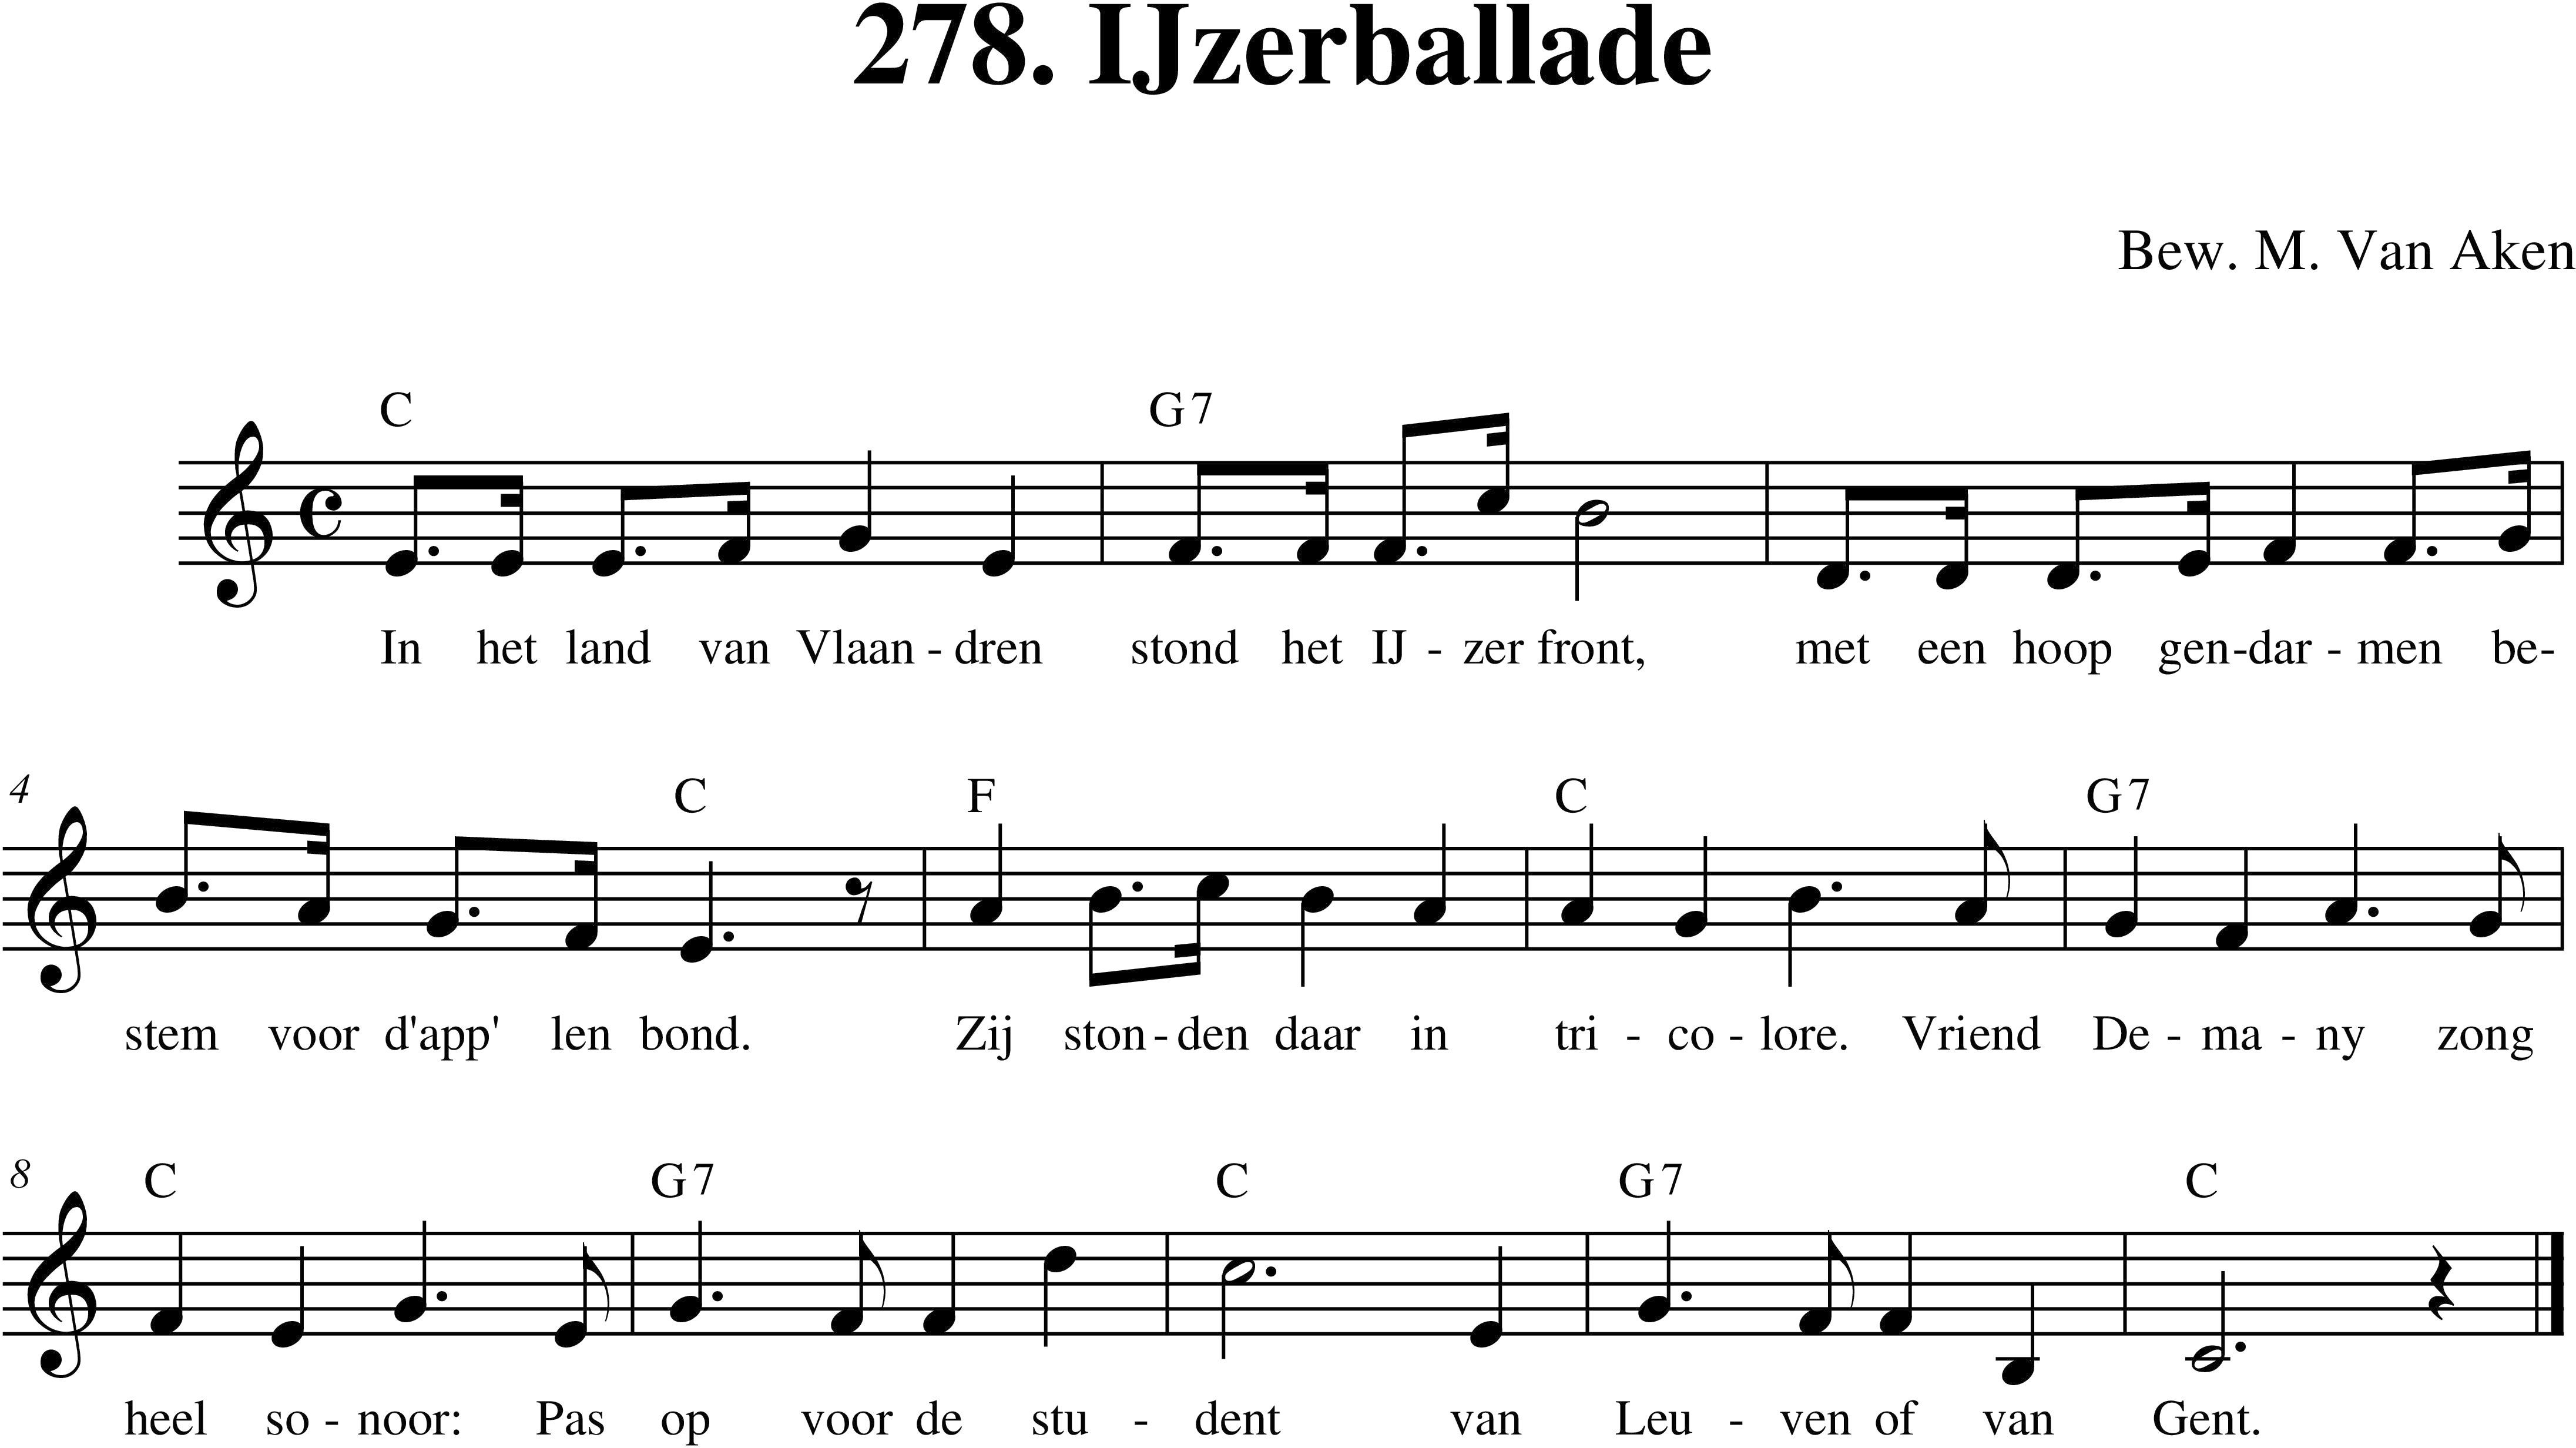 278. IJzerballade
Bew. M. Van Aken
C G7
In het land van Vlaan - dren stond het IJ - zer front, met een hoop gen-dar - men be-
4 C F C G7
stem voor d'app' len bond. Zij ston - den daar in tri - co - lore. Vriend De - ma - ny zong
8 C G7 C G7 C
heel so - noor: Pas op voor de stu - dent van Leu - ven of van Gent.